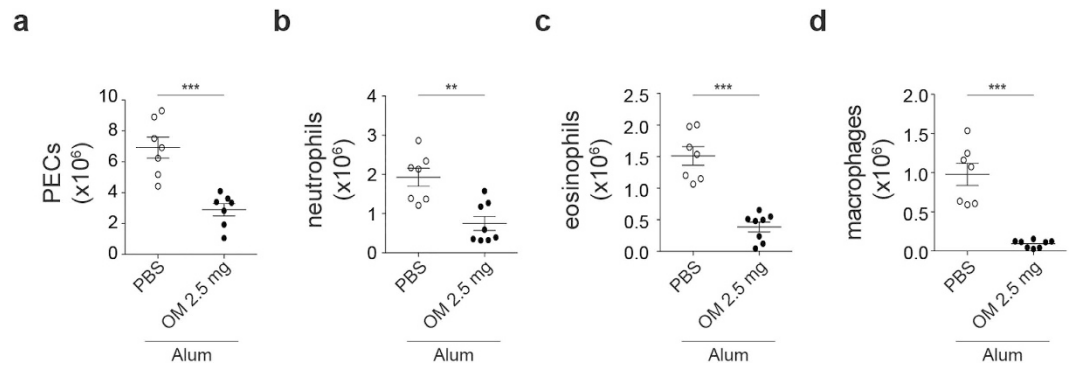 a
PECs
(x10⁶)
10
8
6
4
2
0
***
PBS
OM 2.5 mg
Alum
b
neutrophils
(x10⁶)
4
3
2
1
0
**
PBS
OM 2.5 mg
Alum
c
eosinophils
(x10⁶)
2.5
2.0
1.5
1.0
0.5
0.0
***
PBS
OM 2.5 mg
Alum
d
macrophages
(x10⁶)
2.0
1.5
1.0
0.5
0.0
***
PBS
OM 2.5 mg
Alum